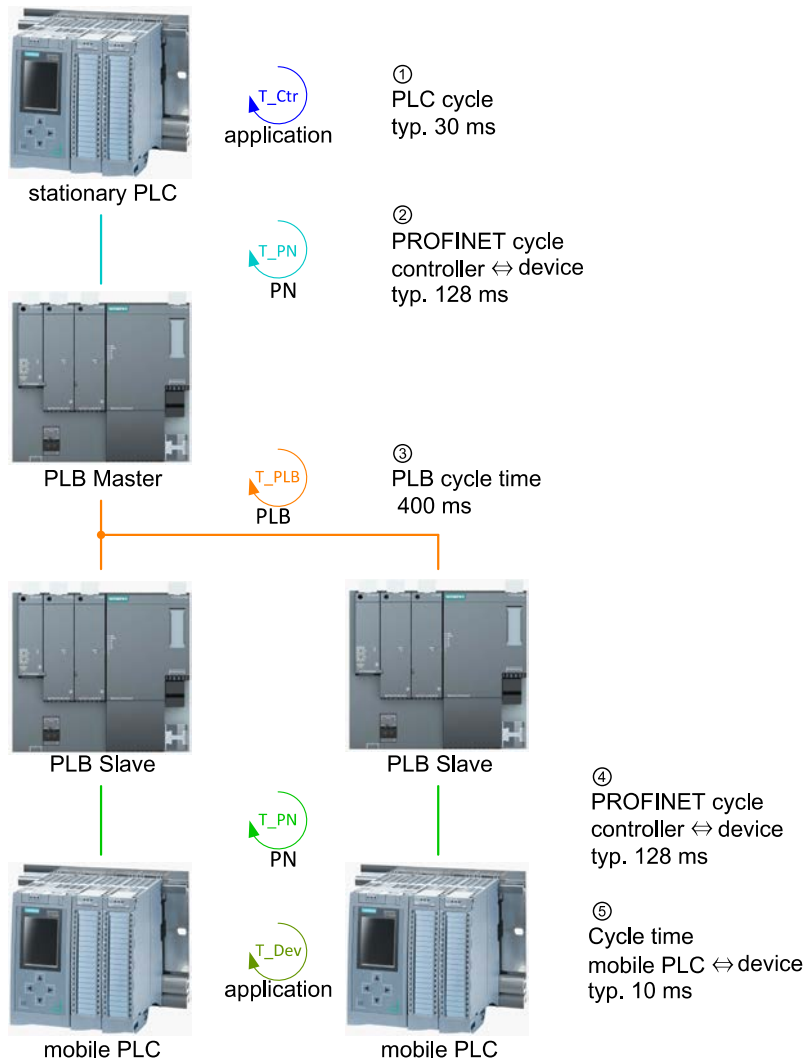 T_Ctr
application
①
PLC cycle
typ. 30 ms
stationary PLC
T_PN
PN
②
PROFINET cycle
controller ⇔ device
typ. 128 ms
PLB Master
T_PLB
PLB
③
PLB cycle time
400 ms
PLB Slave
PLB Slave
T_PN
PN
④
PROFINET cycle
controller ⇔ device
typ. 128 ms
T_Dev
application
⑤
Cycle time
mobile PLC ⇔ device
typ. 10 ms
mobile PLC
mobile PLC